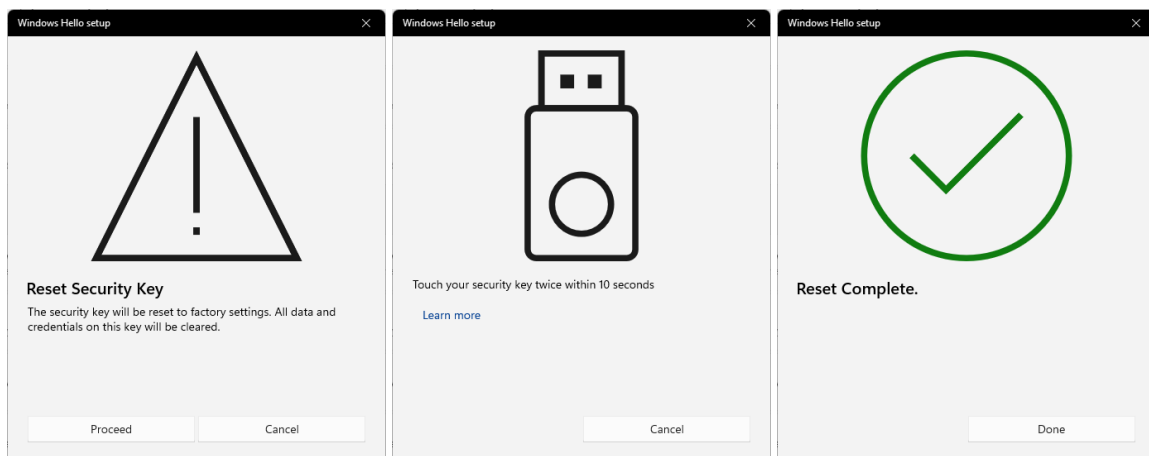 Windows Hello setup
Reset Security Key
The security key will be reset to factory settings. All data and
credentials on this key will be cleared.
Proceed
Cancel
Windows Hello setup
Touch your security key twice within 10 seconds
Learn more
Cancel
Windows Hello setup
Reset Complete.
Done